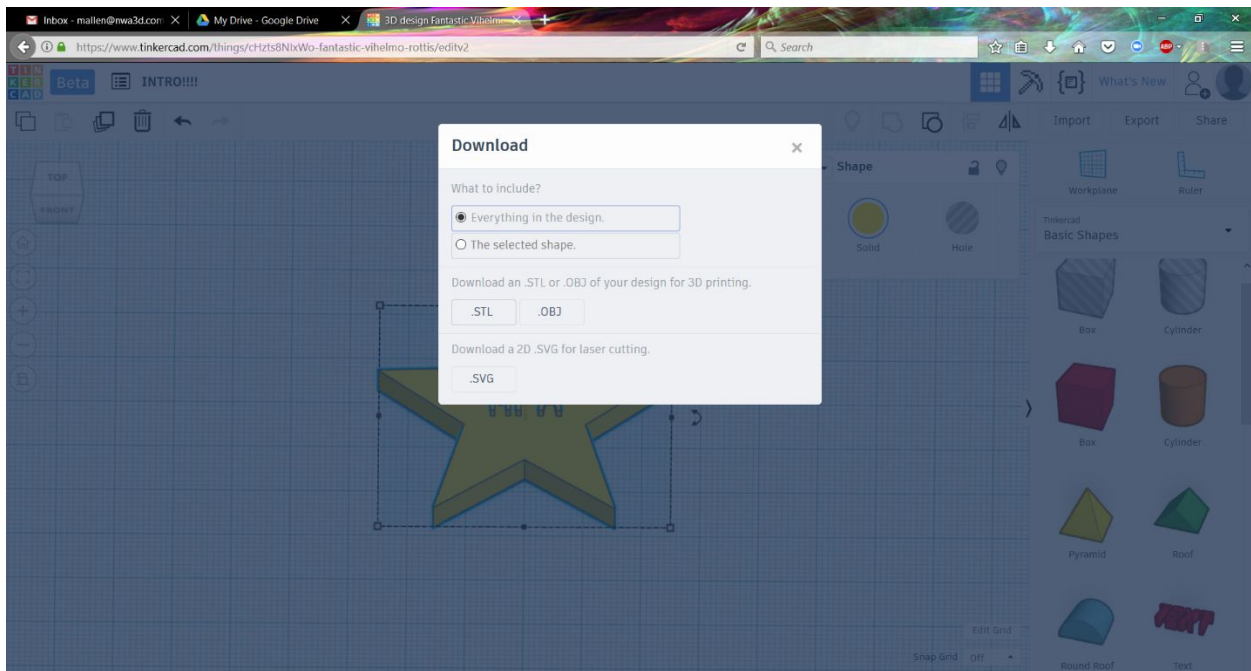 Inbox - mallen@nwa3d.com
My Drive - Google Drive
3D design Fantastic Vihelmo
https://www.tinkercad.com/things/cHzts8NIxWo-fantastic-vihelmo-rottis/editv2
Search
ABP
TINKERCAD
Beta
INTRO!!!!
What's New
Import Export Share
Download
What to include?
Everything in the design.
The selected shape.
Download an .STL or .OBJ of your design for 3D printing.
.STL .OBJ
Download a 2D .SVG for laser cutting.
.SVG
TOP
FRONT
Shape
Solid Hole
Workplane Ruler
Tinkercad
Basic Shapes
Box Cylinder
Box Cylinder
Pyramid Roof
TEXT
Round Roof Text
Edit Grid
Snap Grid Off